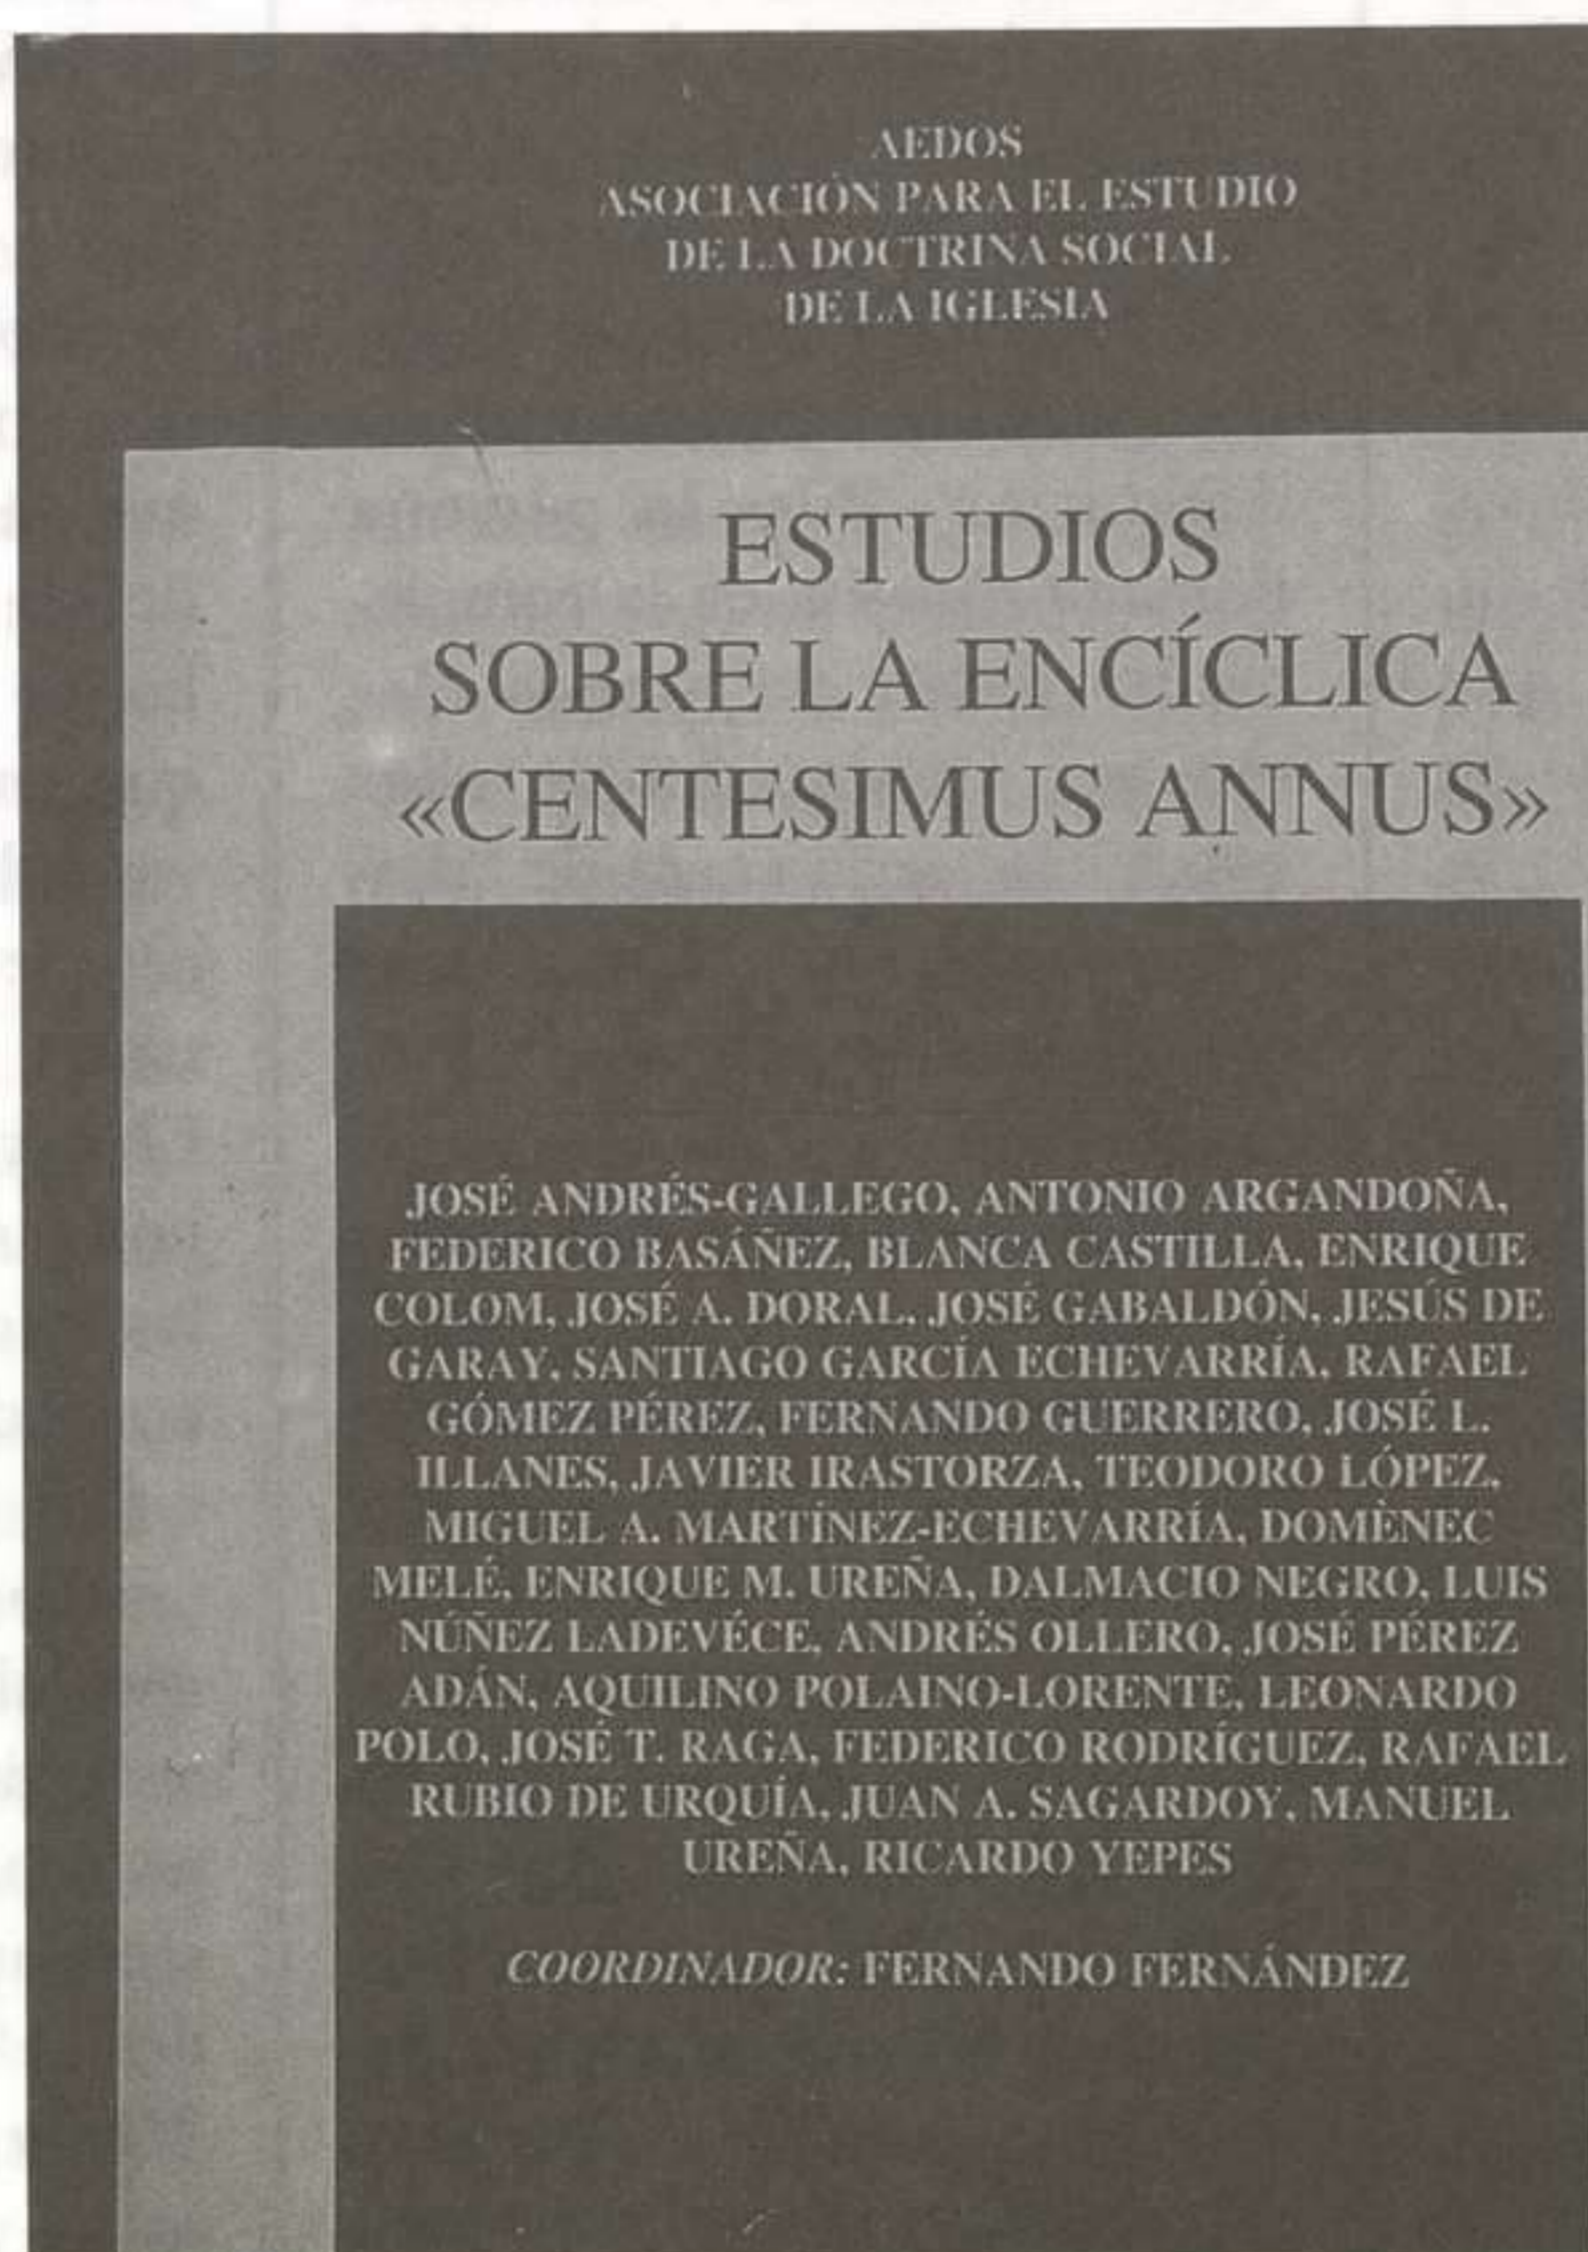 AEDOS
ASOCIACIÓN PARA EL ESTUDIO
DE LA DOCTRINA SOCIAL
DE LA IGLESIA
ESTUDIOS
SOBRE LA ENCÍCLICA
«CENTESIMUS ANNUS»
JOSÉ ANDRÉS-GALLEGO, ANTONIO ARGANDOÑA,
FEDERICO BASÁÑEZ, BLANCA CASTILLA, ENRIQUE
COLOM, JOSÉ A. DORAL, JOSÉ GABALDÓN, JESÚS DE
GARAY, SANTIAGO GARCÍA ECHEVARRÍA, RAFAEL
GÓMEZ PÉREZ, FERNANDO GUERRERO, JOSÉ L.
ILLANES, JAVIER IRASTORZA, TEODORO LÓPEZ,
MIGUEL A. MARTÍNEZ-ECHEVARRÍA, DOMÈNEC
MELÉ, ENRIQUE M. UREÑA, DALMACIO NEGRO, LUIS
NÚÑEZ LADEVÉCE, ANDRÉS OLLERO, JOSÉ PÉREZ
ADÁN, AQUILINO POLAINO-LORENTE, LEONARDO
POLO, JOSÉ T. RAGA, FEDERICO RODRÍGUEZ, RAFAEL
RUBIO DE URQUÍA, JUAN A. SAGARDOY, MANUEL
UREÑA, RICARDO YEPES
COORDINADOR: FERNANDO FERNÁNDEZ